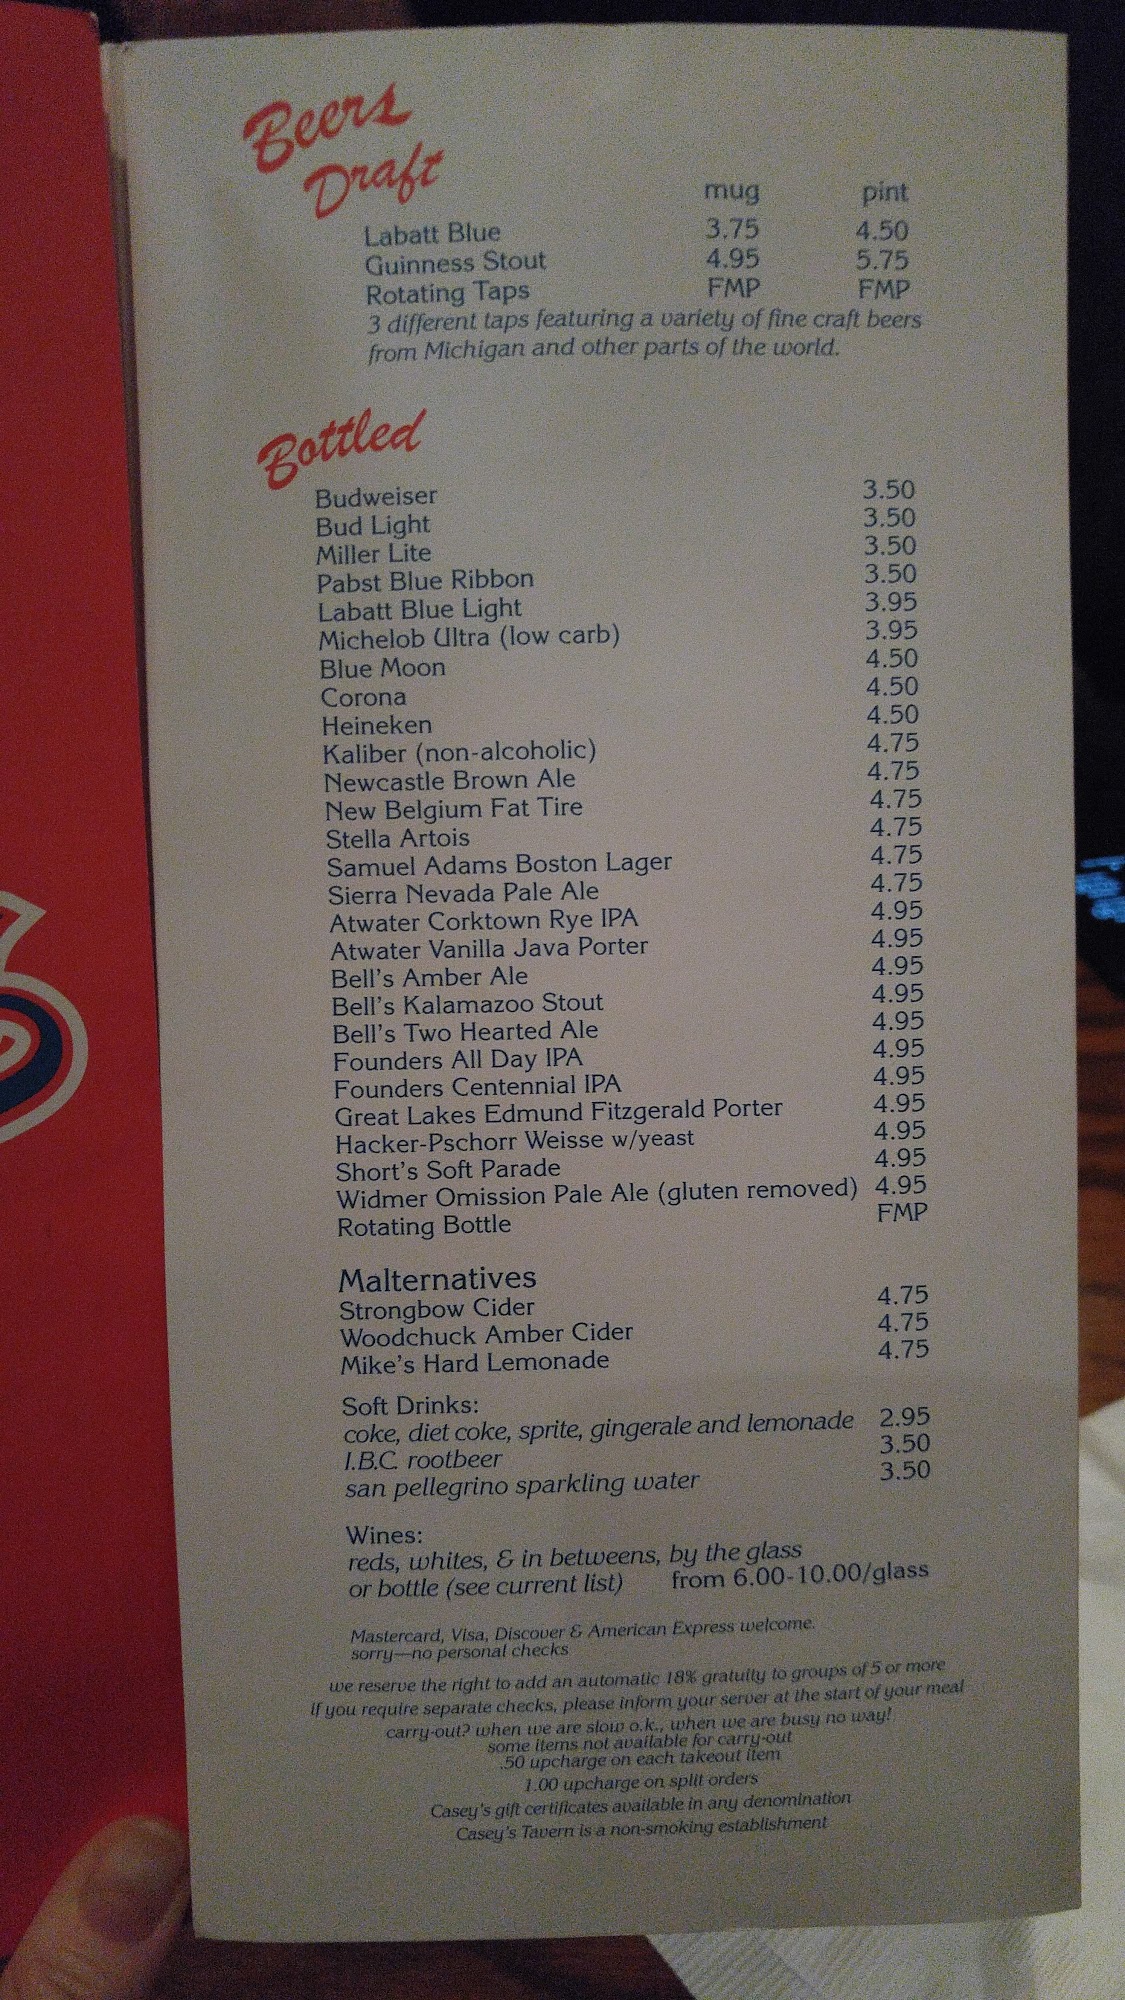 Beers
Draft
mug pint
Labatt Blue 3.75 4.50
Guinness Stout 4.95 5.75
Rotating Taps FMP FMP
3 different taps featuring a variety of fine craft beers
from Michigan and other parts of the world.
Bottled
Budweiser 3.50
Bud Light 3.50
Miller Lite 3.50
Pabst Blue Ribbon 3.50
Labatt Blue Light 3.95
Michelob Ultra (low carb) 3.95
Blue Moon 4.50
Corona 4.50
Heineken 4.50
Kaliber (non-alcoholic) 4.75
Newcastle Brown Ale 4.75
New Belgium Fat Tire 4.75
Stella Artois 4.75
Samuel Adams Boston Lager 4.75
Sierra Nevada Pale Ale 4.75
Atwater Corktown Rye IPA 4.95
Atwater Vanilla Java Porter 4.95
Bell's Amber Ale 4.95
Bell's Kalamazoo Stout 4.95
Bell's Two Hearted Ale 4.95
Founders All Day IPA 4.95
Founders Centennial IPA 4.95
Great Lakes Edmund Fitzgerald Porter 4.95
Hacker-Pschorr Weisse w/yeast 4.95
Short's Soft Parade 4.95
Widmer Omission Pale Ale (gluten removed) 4.95
Rotating Bottle FMP
Malternatives
Strongbow Cider 4.75
Woodchuck Amber Cider 4.75
Mike's Hard Lemonade 4.75
Soft Drinks:
coke, diet coke, sprite, gingerale and lemonade 2.95
I.B.C. rootbeer 3.50
san pellegrino sparkling water 3.50
Wines:
reds, whites, & in betweens, by the glass
or bottle (see current list) from 6.00-10.00/glass
Mastercard, Visa, Discover & American Express welcome.
sorry—no personal checks
we reserve the right to add an automatic 18% gratuity to groups of 5 or more
if you require separate checks, please inform your server at the start of your meal
carry-out? when we are slow o.k., when we are busy no way!
some items not available for carry-out
.50 upcharge on each takeout item
1.00 upcharge on split orders
Casey's gift certificates available in any denomination
Casey's Tavern is a non-smoking establishment